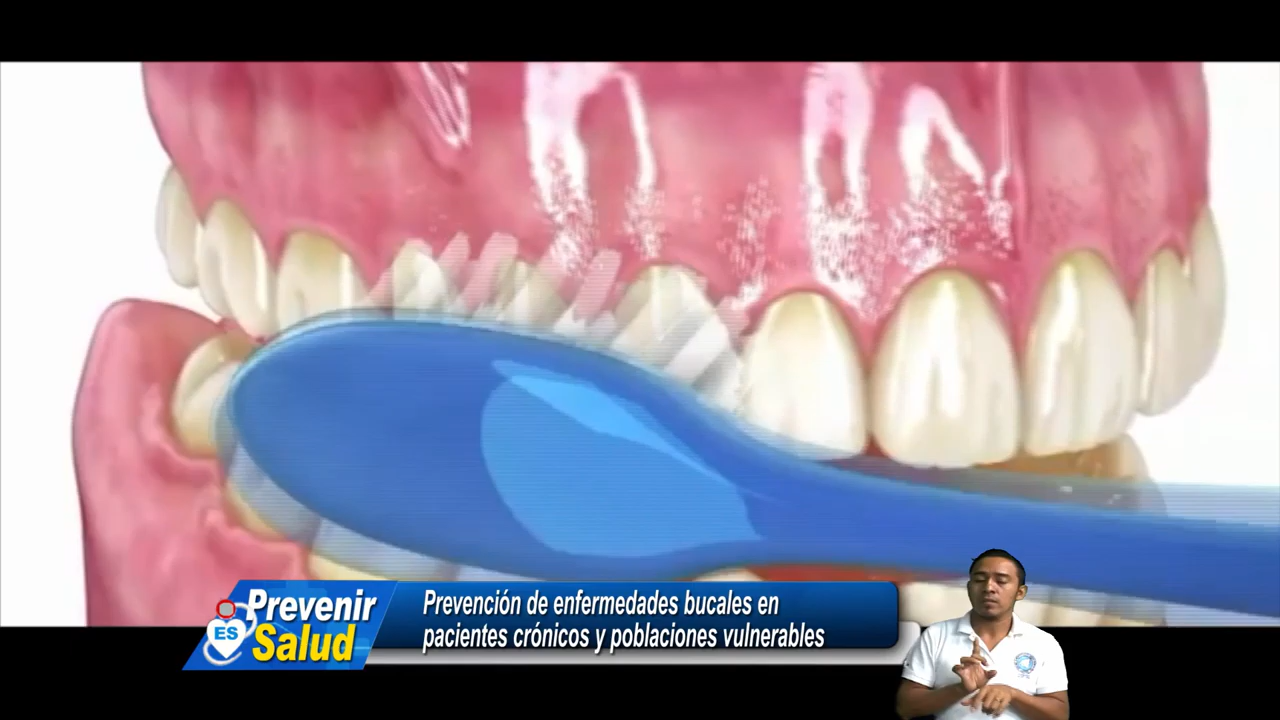 Prevenir
ES
Salud
Prevención de enfermedades bucales en
pacientes crónicos y poblaciones vulnerables